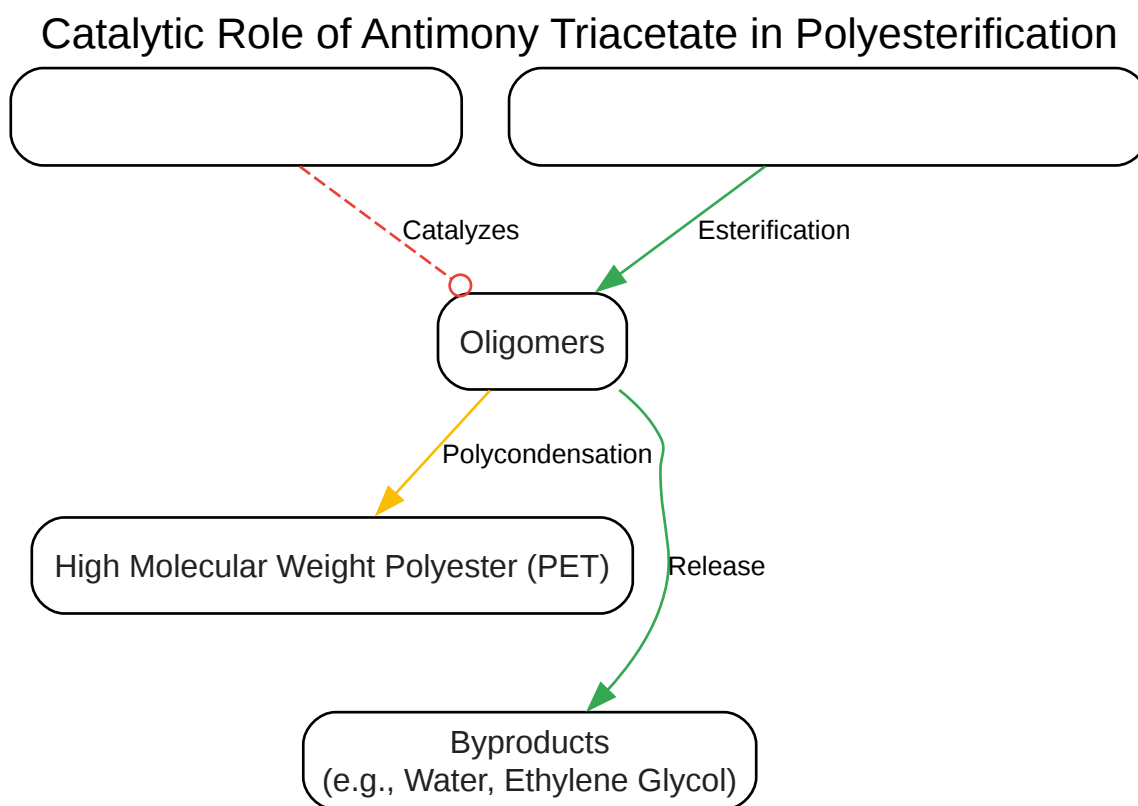 Catalytic Role of Antimony Triacetate in Polyesterification
Catalyzes
Esterification
Oligomers
Polycondensation
High Molecular Weight Polyester (PET)
Release
Byproducts
(e.g., Water, Ethylene Glycol)